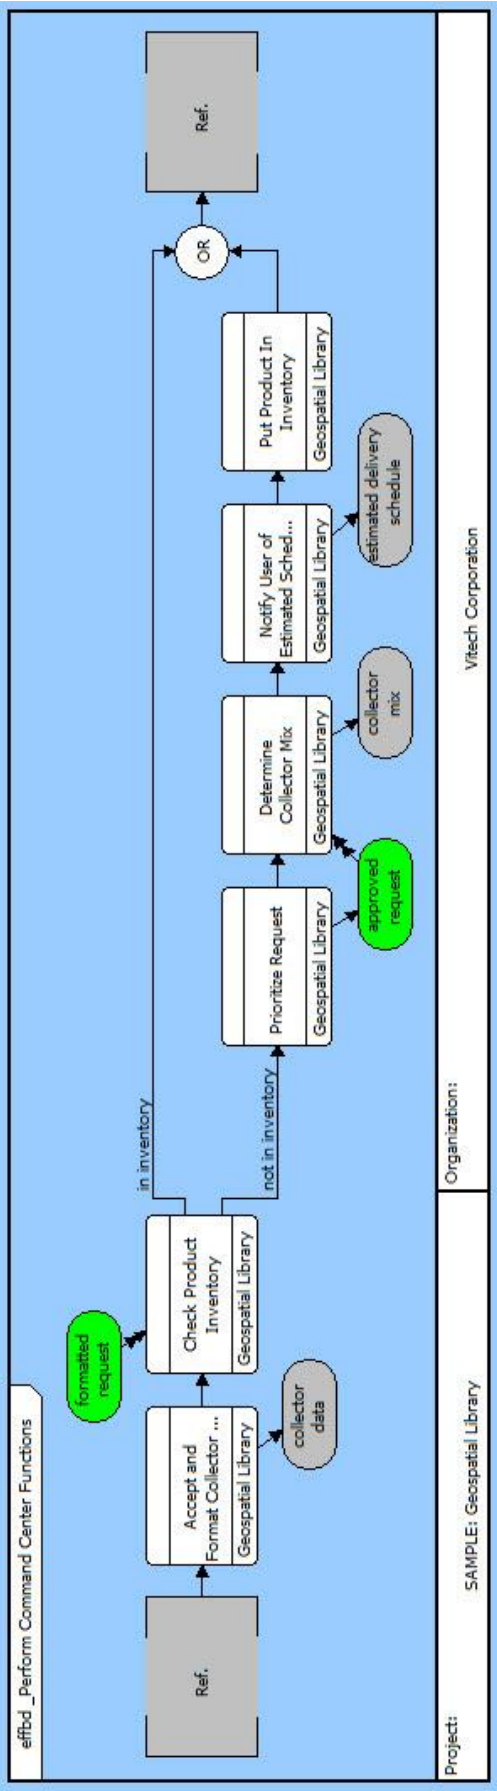 effbd _Perform Command Center Functions
Ref.
Accept and
Format Collector ...
Geospatial Library
collector
data
formatted
request
Check Product
Inventory
Geospatial Library
in inventory
not in inventory
Prioritize Request
Geospatial Library
approved
request
Determine
Collector Mix
Geospatial Library
collector
mix
Notify User of
Estimated Sched...
Geospatial Library
estimated delivery
schedule
Put Product In
Inventory
Geospatial Library
OR
Ref.
Project:
SAMPLE: Geospatial Library
Organization:
Vitech Corporation